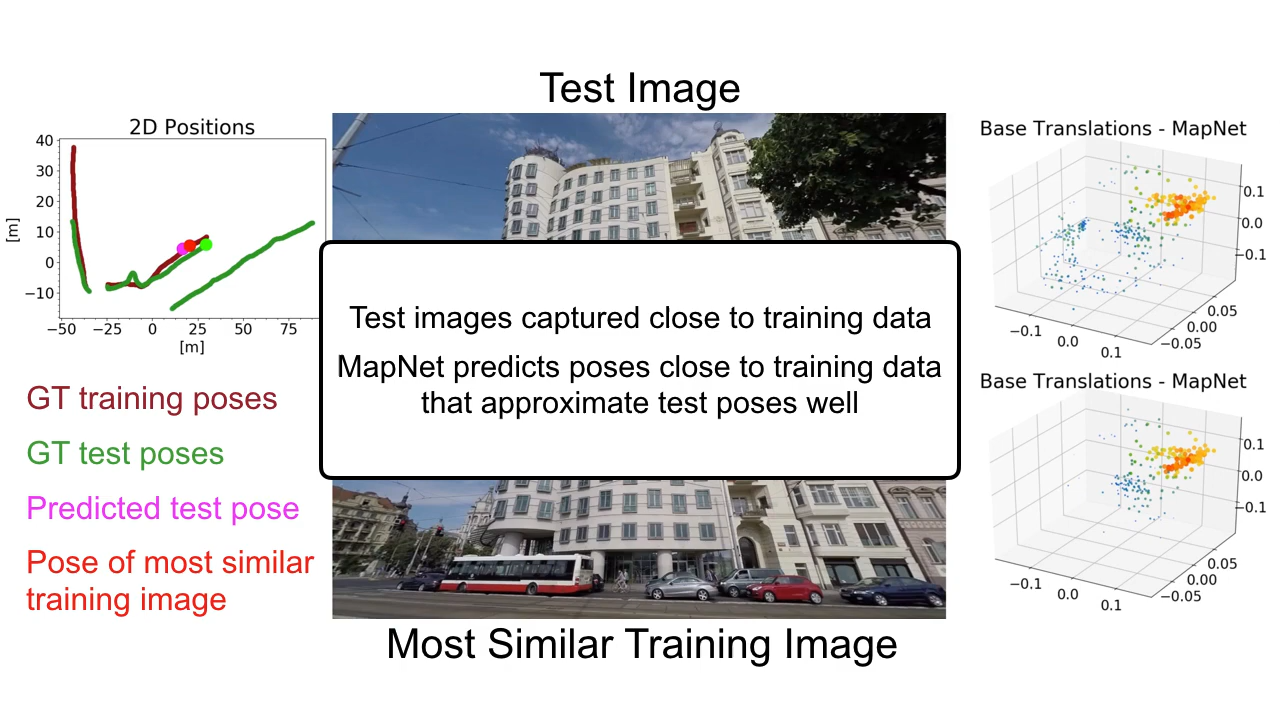 Test Image
2D Positions
40
30
20
10
0
−10
[m]
−50
−25
0
25
50
75
[m]
GT training poses
GT test poses
Predicted test pose
Pose of most similar
training image
Test images captured close to training data
MapNet predicts poses close to training data
that approximate test poses well
Most Similar Training Image
Base Translations - MapNet
0.1
0.0
−0.1
0.05
0.00
−0.05
−0.1
0.0
0.1
Base Translations - MapNet
0.1
0.0
−0.1
0.05
0.00
−0.05
−0.1
0.0
0.1